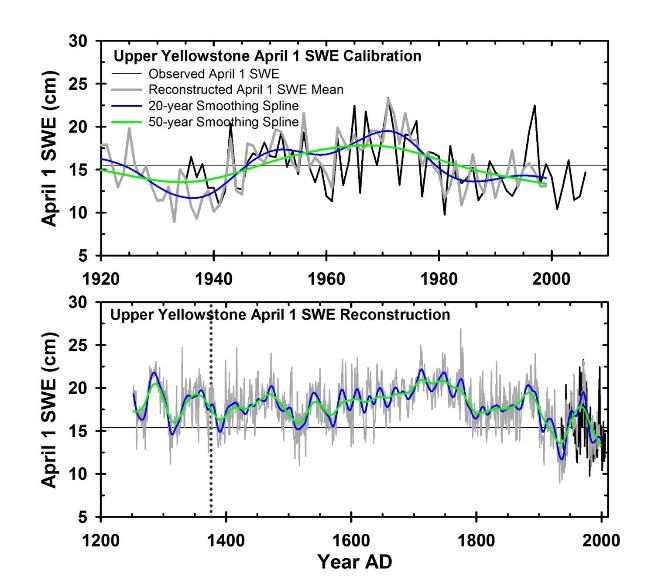 Upper Yellowstone April 1 SWE Calibration
Observed April 1 SWE
Reconstructed April 1 SWE Mean
20-year Smoothing Spline
50-year Smoothing Spline
April 1 SWE (cm)
30
25
20
15
10
5
1920 1940 1960 1980 2000
Upper Yellowstone April 1 SWE Reconstruction
April 1 SWE (cm)
30
25
20
15
10
5
1200 1400 1600 1800 2000
Year AD